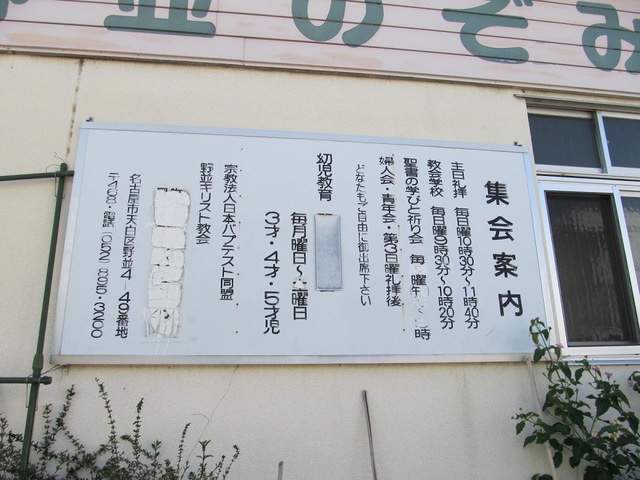 並のぞみ
集会案内
主日礼拝 毎日曜10時30分~11時40分
教会学校 毎日曜9時30分~10時20分
聖書の学びと祈り会 毎 曜 時
婦人会・青年会・第3日曜礼拝後
どなたもご自由に御出席下さい
幼児教育
毎月曜日~ 曜日
3才・4才・5才児
宗教法人日本バプテスト同盟
野並キリスト教会
名古屋市天白区野並4-49番地
〒468・電話(052)895-3200